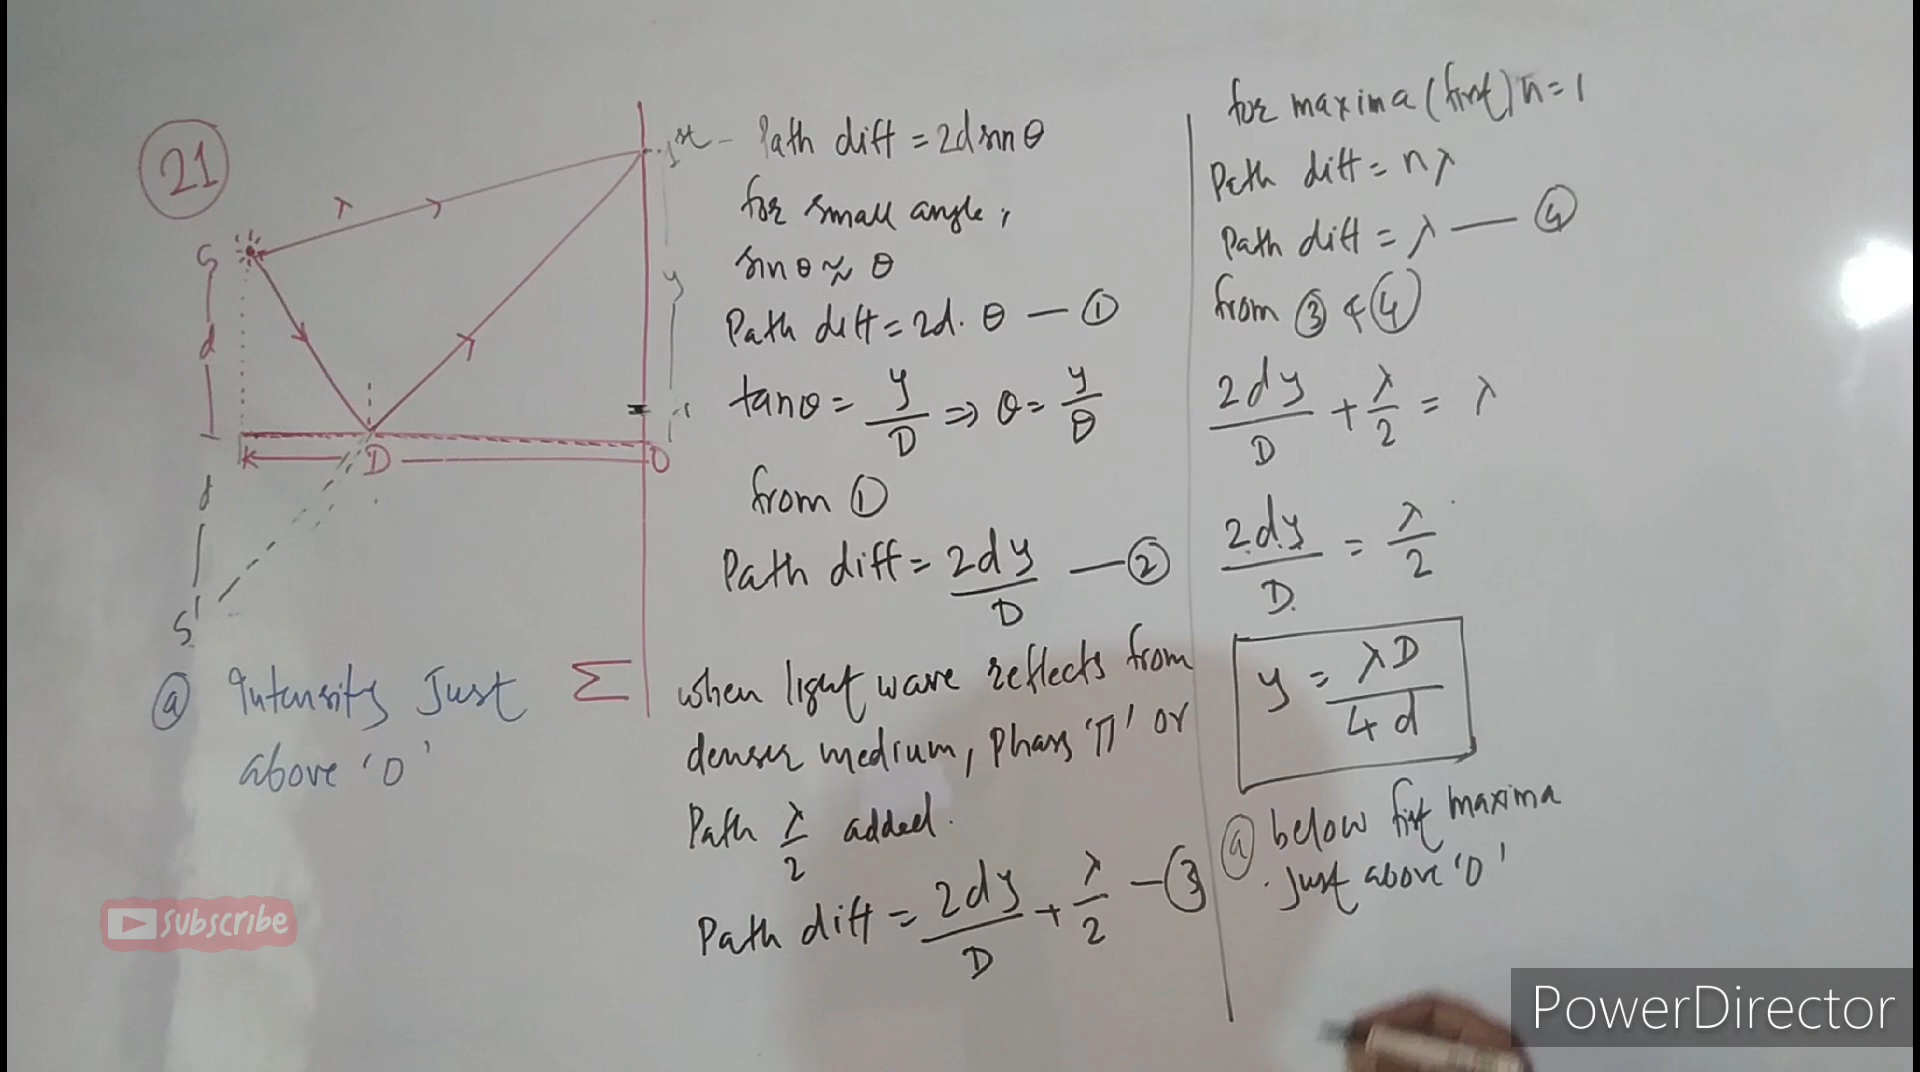 21
S
d
D
O
d
S'
y
λ
1st - Path diff = 2d sin θ
for small angle,
sin θ ≈ θ
Path diff = 2d. θ — ①
tan θ = y/D => θ = y/θ
from ①
Path diff = 2dy/D — ②
when light wave reflects from
denser medium, phase 'π' or
Path λ/2 added.
Path diff = 2dy/D + λ/2 — ③
ⓐ Intensity Just
above 'O'
Σ
for maxima (first) n = 1
Path diff = nλ
Path diff = λ — ④
from ③ & ④
2dy/D + λ/2 = λ
2dy/D = λ/2
y = λD/4d
ⓐ below first maxima
Just above 'O'
Subscribe
PowerDirector